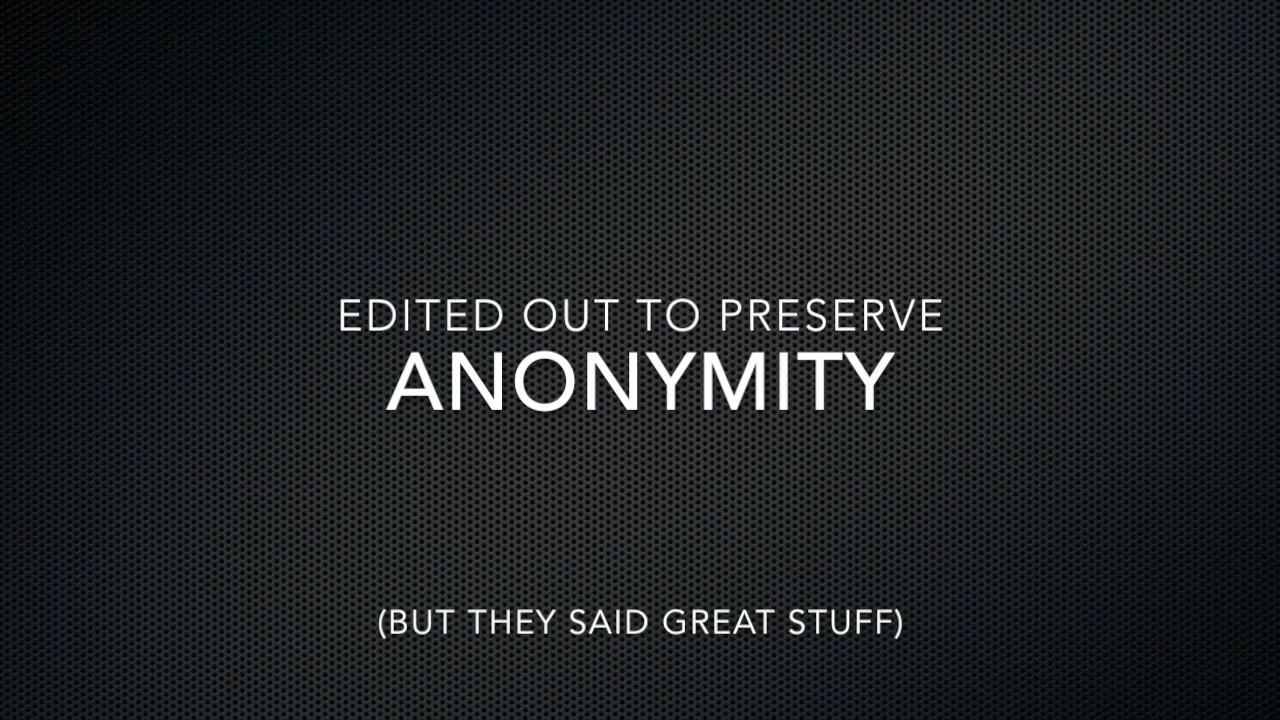 EDITED OUT TO PRESERVE
ANONYMITY
(BUT THEY SAID GREAT STUFF)